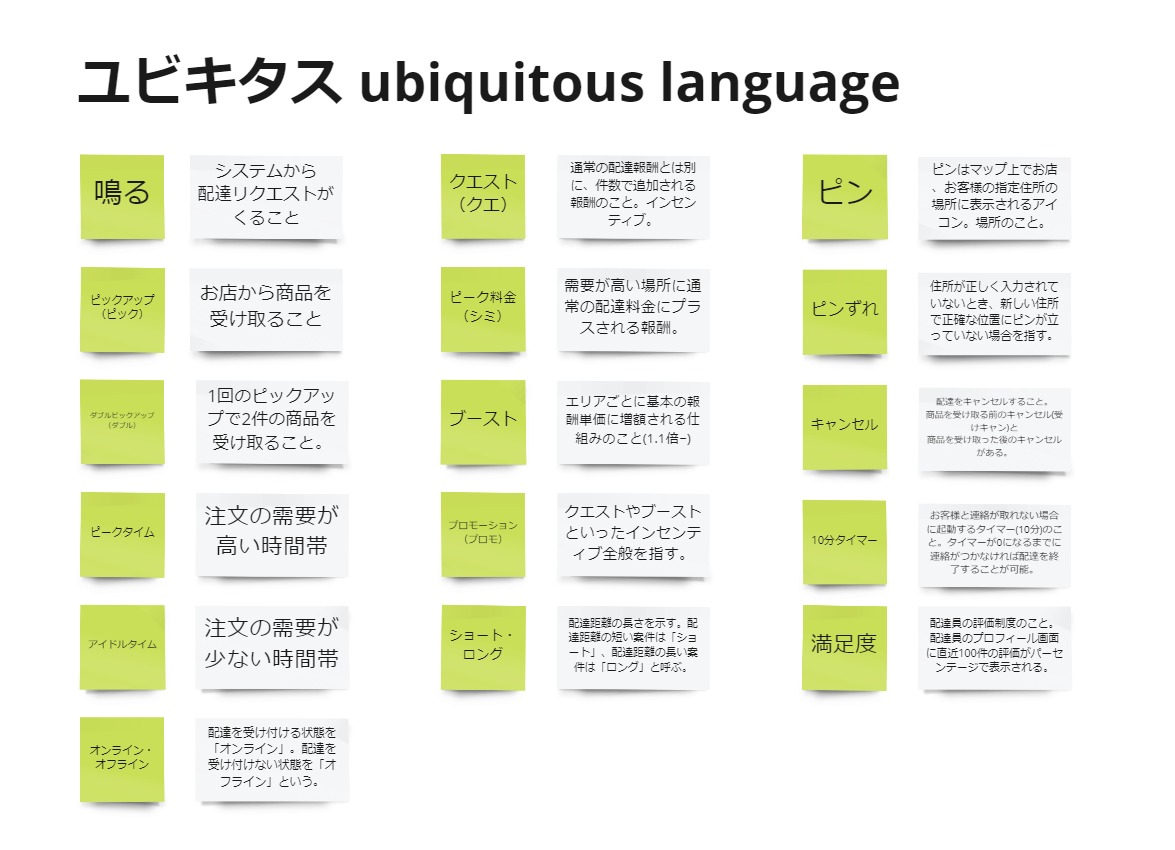 ユビキタス ubiquitous language
鳴る
システムから
配達リクエストが
くること
ピックアップ
（ピック）
お店から商品を
受け取ること
ダブルピックアップ
（ダブル）
1回のピックアッ
プで2件の商品を
受け取ること。
ピークタイム
注文の需要が
高い時間帯
アイドルタイム
注文の需要が
少ない時間帯
オンライン・
オフライン
配達を受け付ける状態を
「オンライン」。配達を
受け付けない状態を「オ
フライン」という。
クエスト
（クエ）
通常の配達報酬とは別
に、件数で追加される
報酬のこと。インセン
ティブ。
ピーク料金
（シミ）
需要が高い場所に通
常の配達料金にプラ
スされる報酬。
ブースト
エリアごとに基本の報
酬単価に増額される仕
組みのこと(1.1倍~)
プロモーション
（プロモ）
クエストやブースト
といったインセンテ
ィブ全般を指す。
ショート・
ロング
配達距離の長さを示す。配
達距離の短い案件は「ショ
ート」、配達距離の長い案
件は「ロング」と呼ぶ。
ピン
ピンはマップ上でお店
、お客様の指定住所の
場所に表示されるアイ
コン。場所のこと。
ピンずれ
住所が正しく入力されて
いないとき、新しい住所
で正確な位置にピンが立
っていない場合を指す。
キャンセル
配達をキャンセルすること。
商品を受け取る前のキャンセル(受
けキャン)と
商品を受け取った後のキャンセル
がある。
10分タイマー
お客様と連絡が取れない場合
に起動するタイマー(10分)のこ
と。タイマーが0になるまでに
連絡がつかなければ配達を終
了することが可能。
満足度
配達員の評価制度のこと。
配達員のプロフィール画面
に直近100件の評価がパーセ
ンテージで表示される。